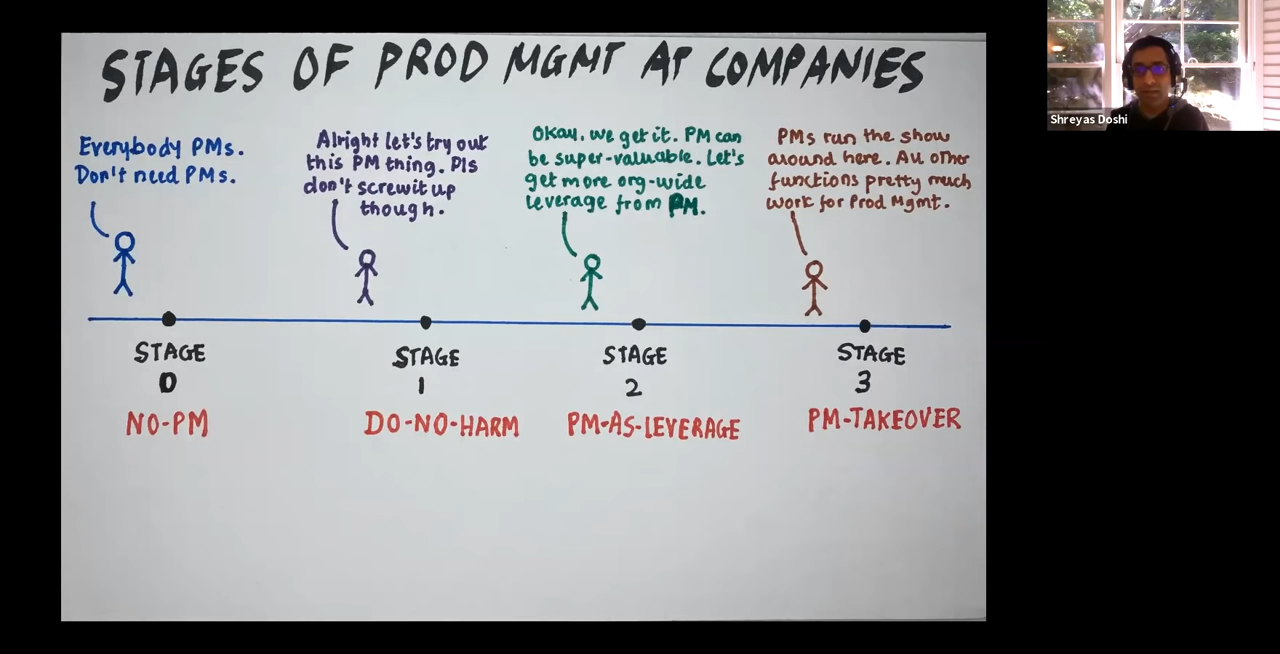 STAGES OF PROD MGMT AT COMPANIES
Everybody PMs.
Don't need PMs.
Alright let's try out
this PM thing. Pls
don't screw it up
though.
Okay. we get it. PM can
be super-valuable. Let's
get more org-wide
leverage from PM.
PMs run the show
around here. All other
functions pretty much
work for Prod Mgmt.
STAGE
0
NO-PM
STAGE
1
DO-NO-HARM
STAGE
2
PM-AS-LEVERAGE
STAGE
3
PM-TAKEOVER
Shreyas Doshi